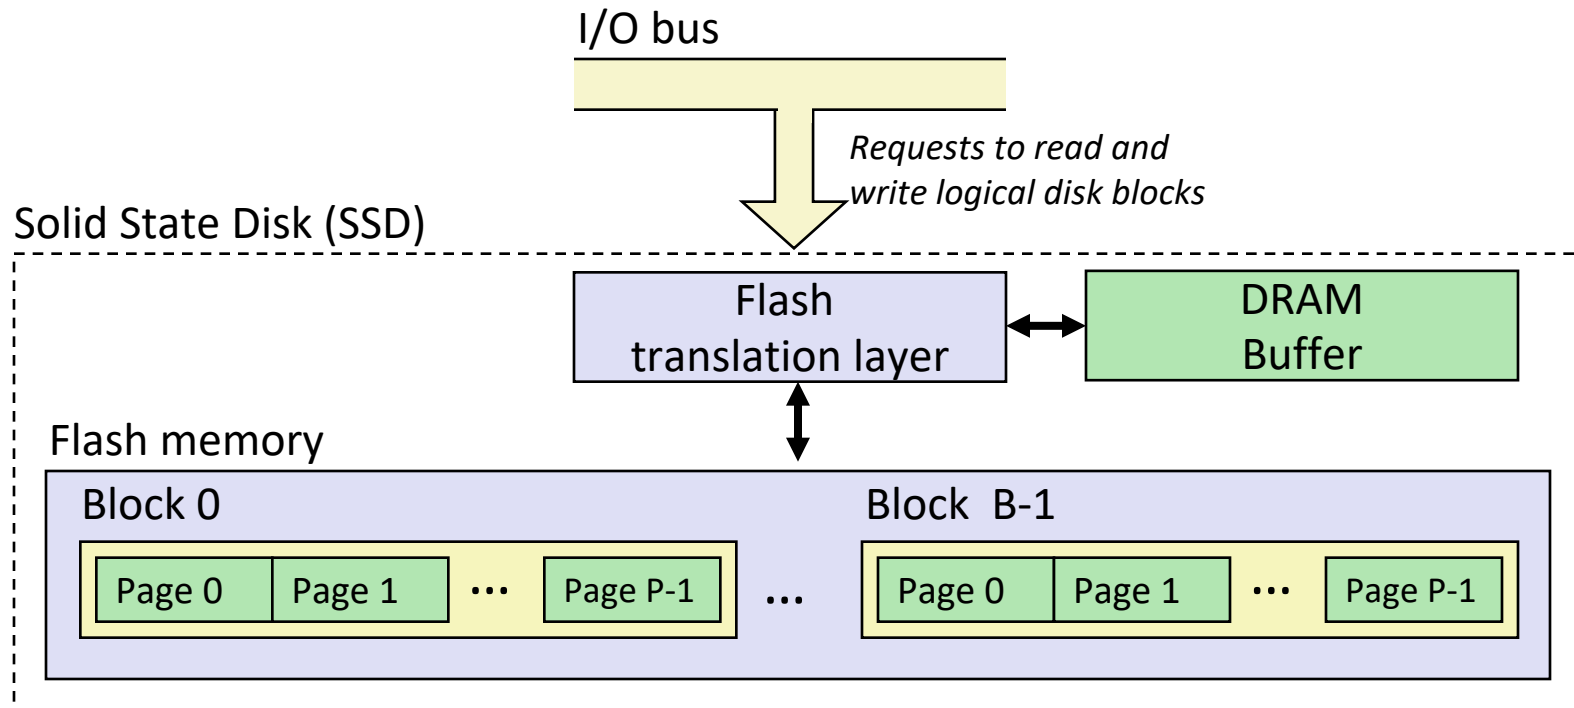 I/O bus
Requests to read and
write logical disk blocks
Solid State Disk (SSD)
Flash
translation layer
DRAM
Buffer
Flash memory
Block 0
Page 0
Page 1
...
Page P-1
...
Block B-1
Page 0
Page 1
...
Page P-1